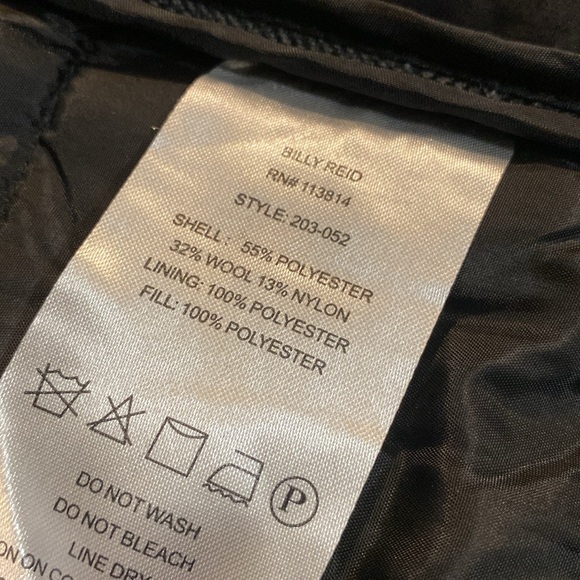 BILLY REID
RN# 113814
STYLE: 203-052
SHELL: 55% POLYESTER
32% WOOL 13% NYLON
LINING: 100% POLYESTER
FILL: 100% POLYESTER
P
DO NOT WASH
DO NOT BLEACH
LINE DRY
ON